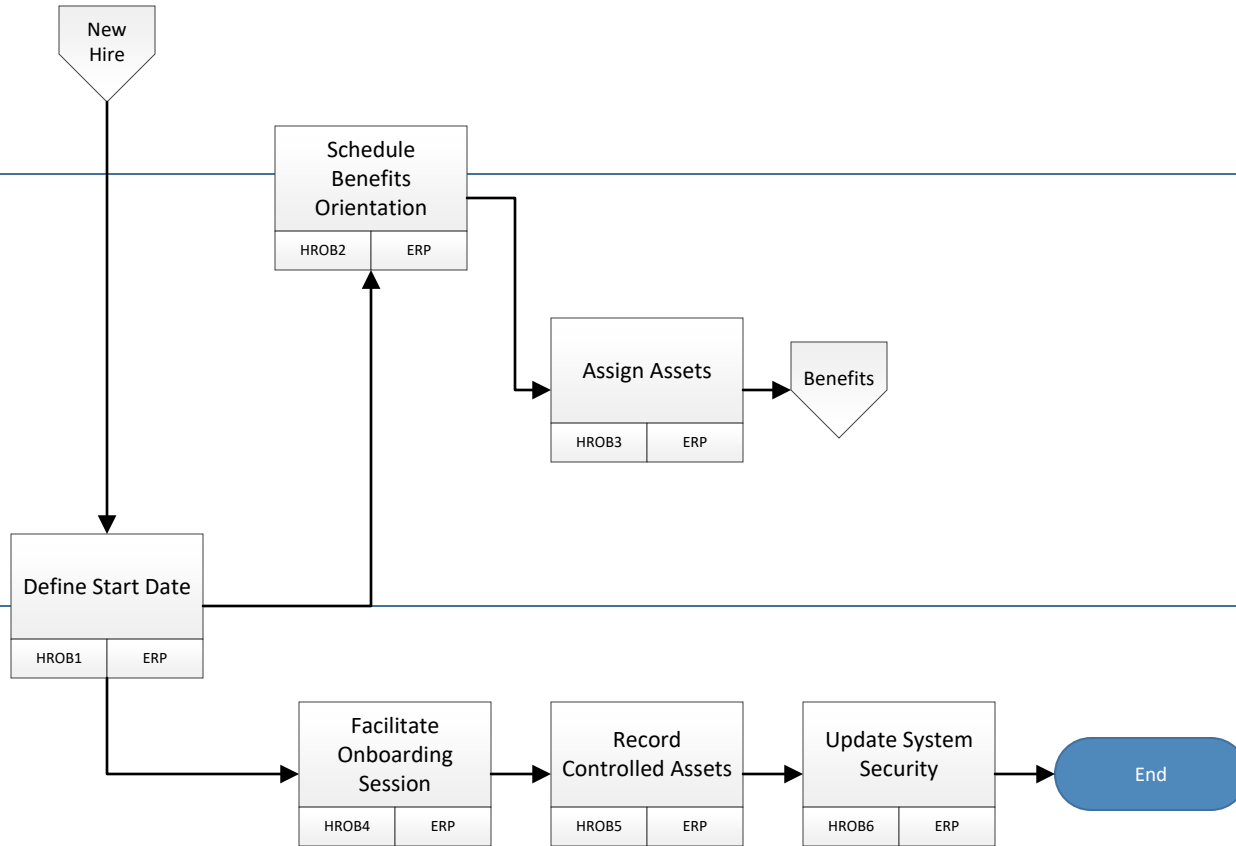 New
Hire
Schedule
Benefits
Orientation
HROB2 ERP
Assign Assets
HROB3 ERP
Benefits
Define Start Date
HROB1 ERP
Facilitate
Onboarding
Session
HROB4 ERP
Record
Controlled Assets
HROB5 ERP
Update System
Security
HROB6 ERP
End